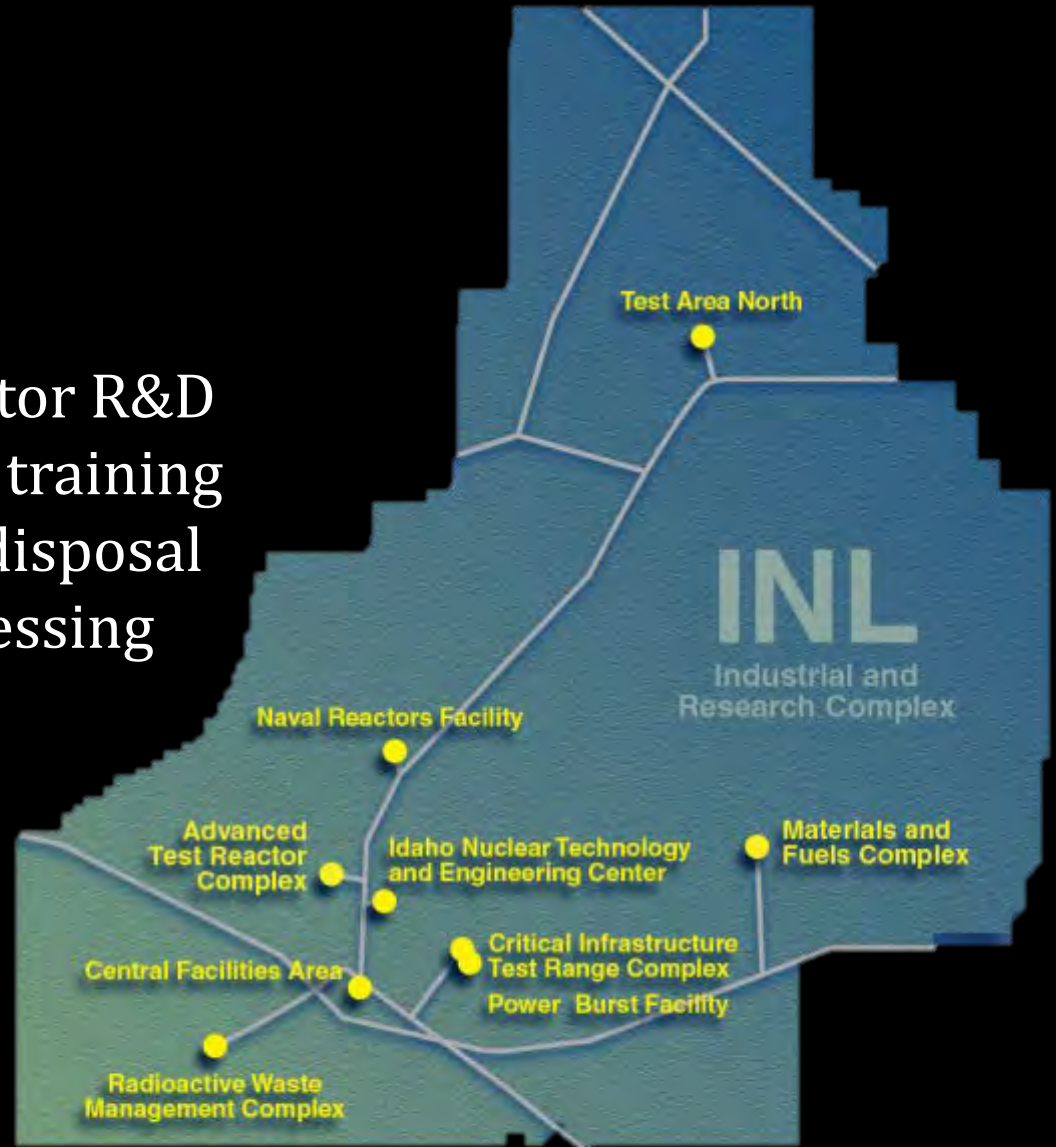 tor R&D
training
disposal
essing
Test Area North
INL
Industrial and
Research Complex
Naval Reactors Facility
Advanced
Test Reactor
Complex
Idaho Nuclear Technology
and Engineering Center
Materials and
Fuels Complex
Critical Infrastructure
Test Range Complex
Power Burst Facility
Central Facilities Area
Radioactive Waste
Management Complex